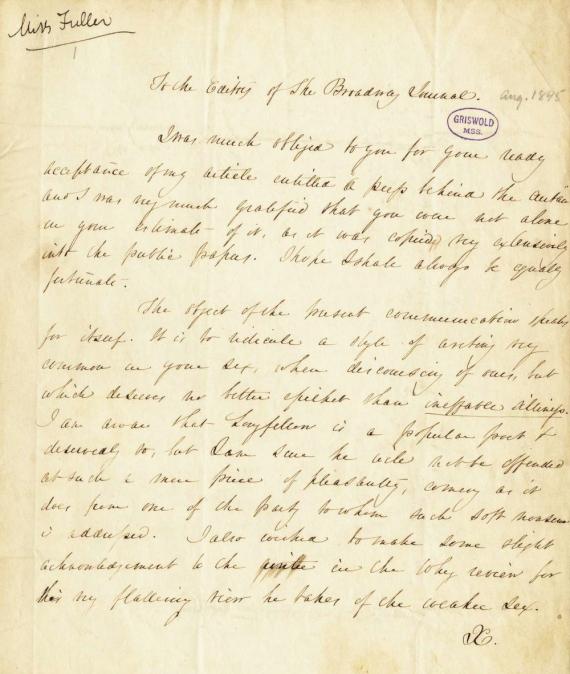 Miss Fuller
1
To the Editors of The Broadway Journal. Aug. 1845
GRISWOLD
MSS.
I was much obliged to you for your ready
acceptance of my article entitled A peep behind the curtain
and I was very much gratified that you were not alone
in your estimate of it, as it was copied very extensively
into the public papers. I hope I shall always be equally
fortunate.
The object of the present communication speaks
for itself. It is to ridicule a style of writing very
common in your sex, when discoursing of ours, but
which deserves no better epithet than ineffable silliness.
I am aware that Longfellow is a popular poet &
deservedly so, but I am sure he will not be offended
at such a mere piece of pleasantry, coming as it
does from one of the party to whom such soft nonsense
is addressed. I also wished to make some slight
acknowledgement to the in the Whig review for
very flattering view he takes of the weaker sex.
X.